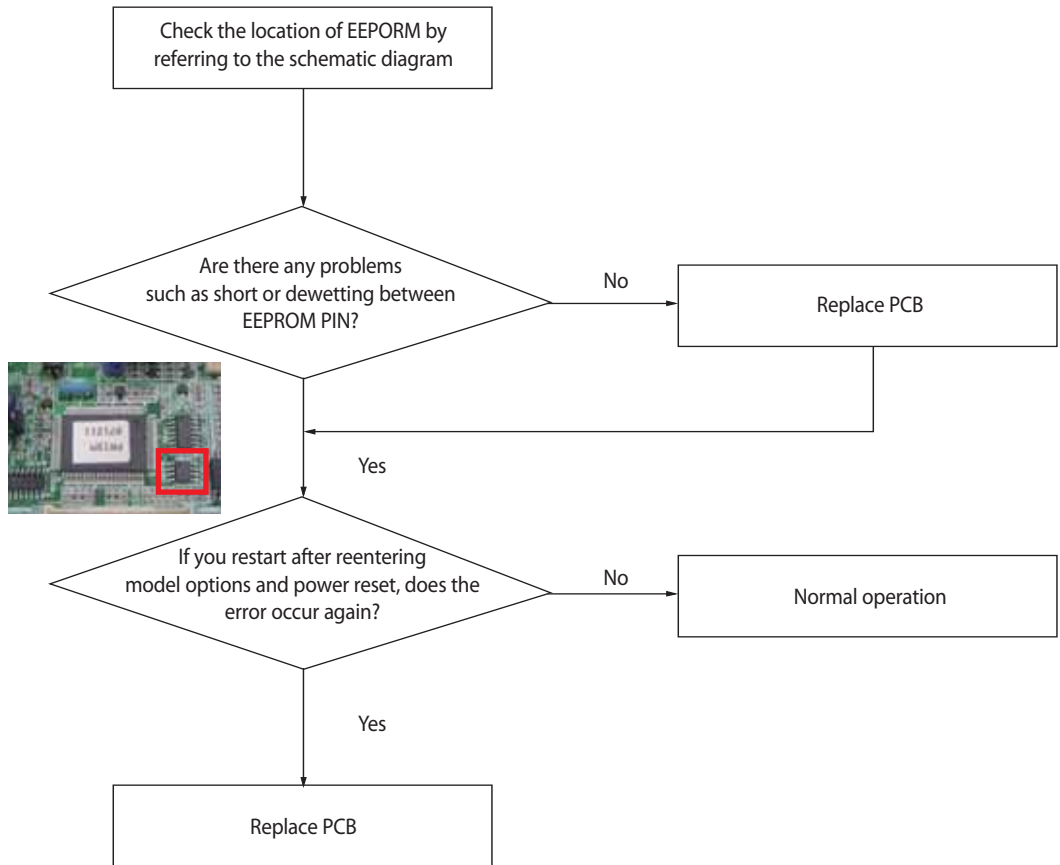 Check the location of EEPORM by
referring to the schematic diagram
Are there any problems
such as short or dewetting between
EEPROM PIN?
No
Replace PCB
Yes
If you restart after reentering
model options and power reset, does the
error occur again?
No
Normal operation
Yes
Replace PCB